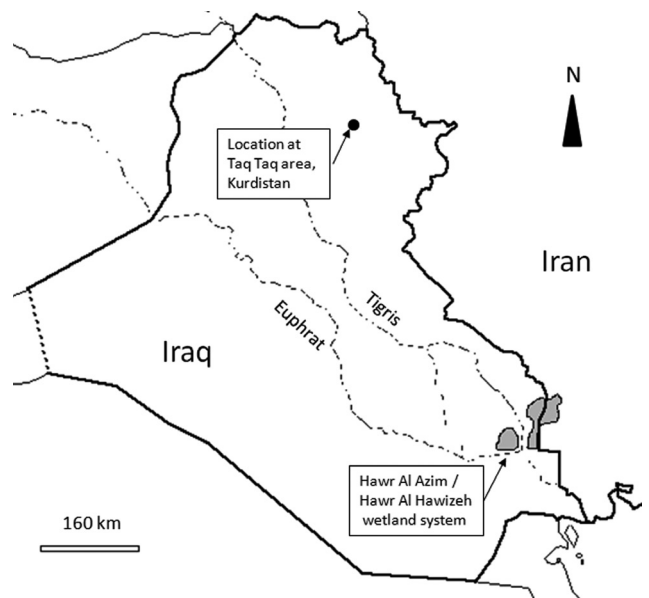 N
Location at
Taq Taq area,
Kurdistan
Iran
Tigris
Euphrat
Iraq
Hawr Al Azim /
Hawr Al Hawizeh
wetland system
160 km